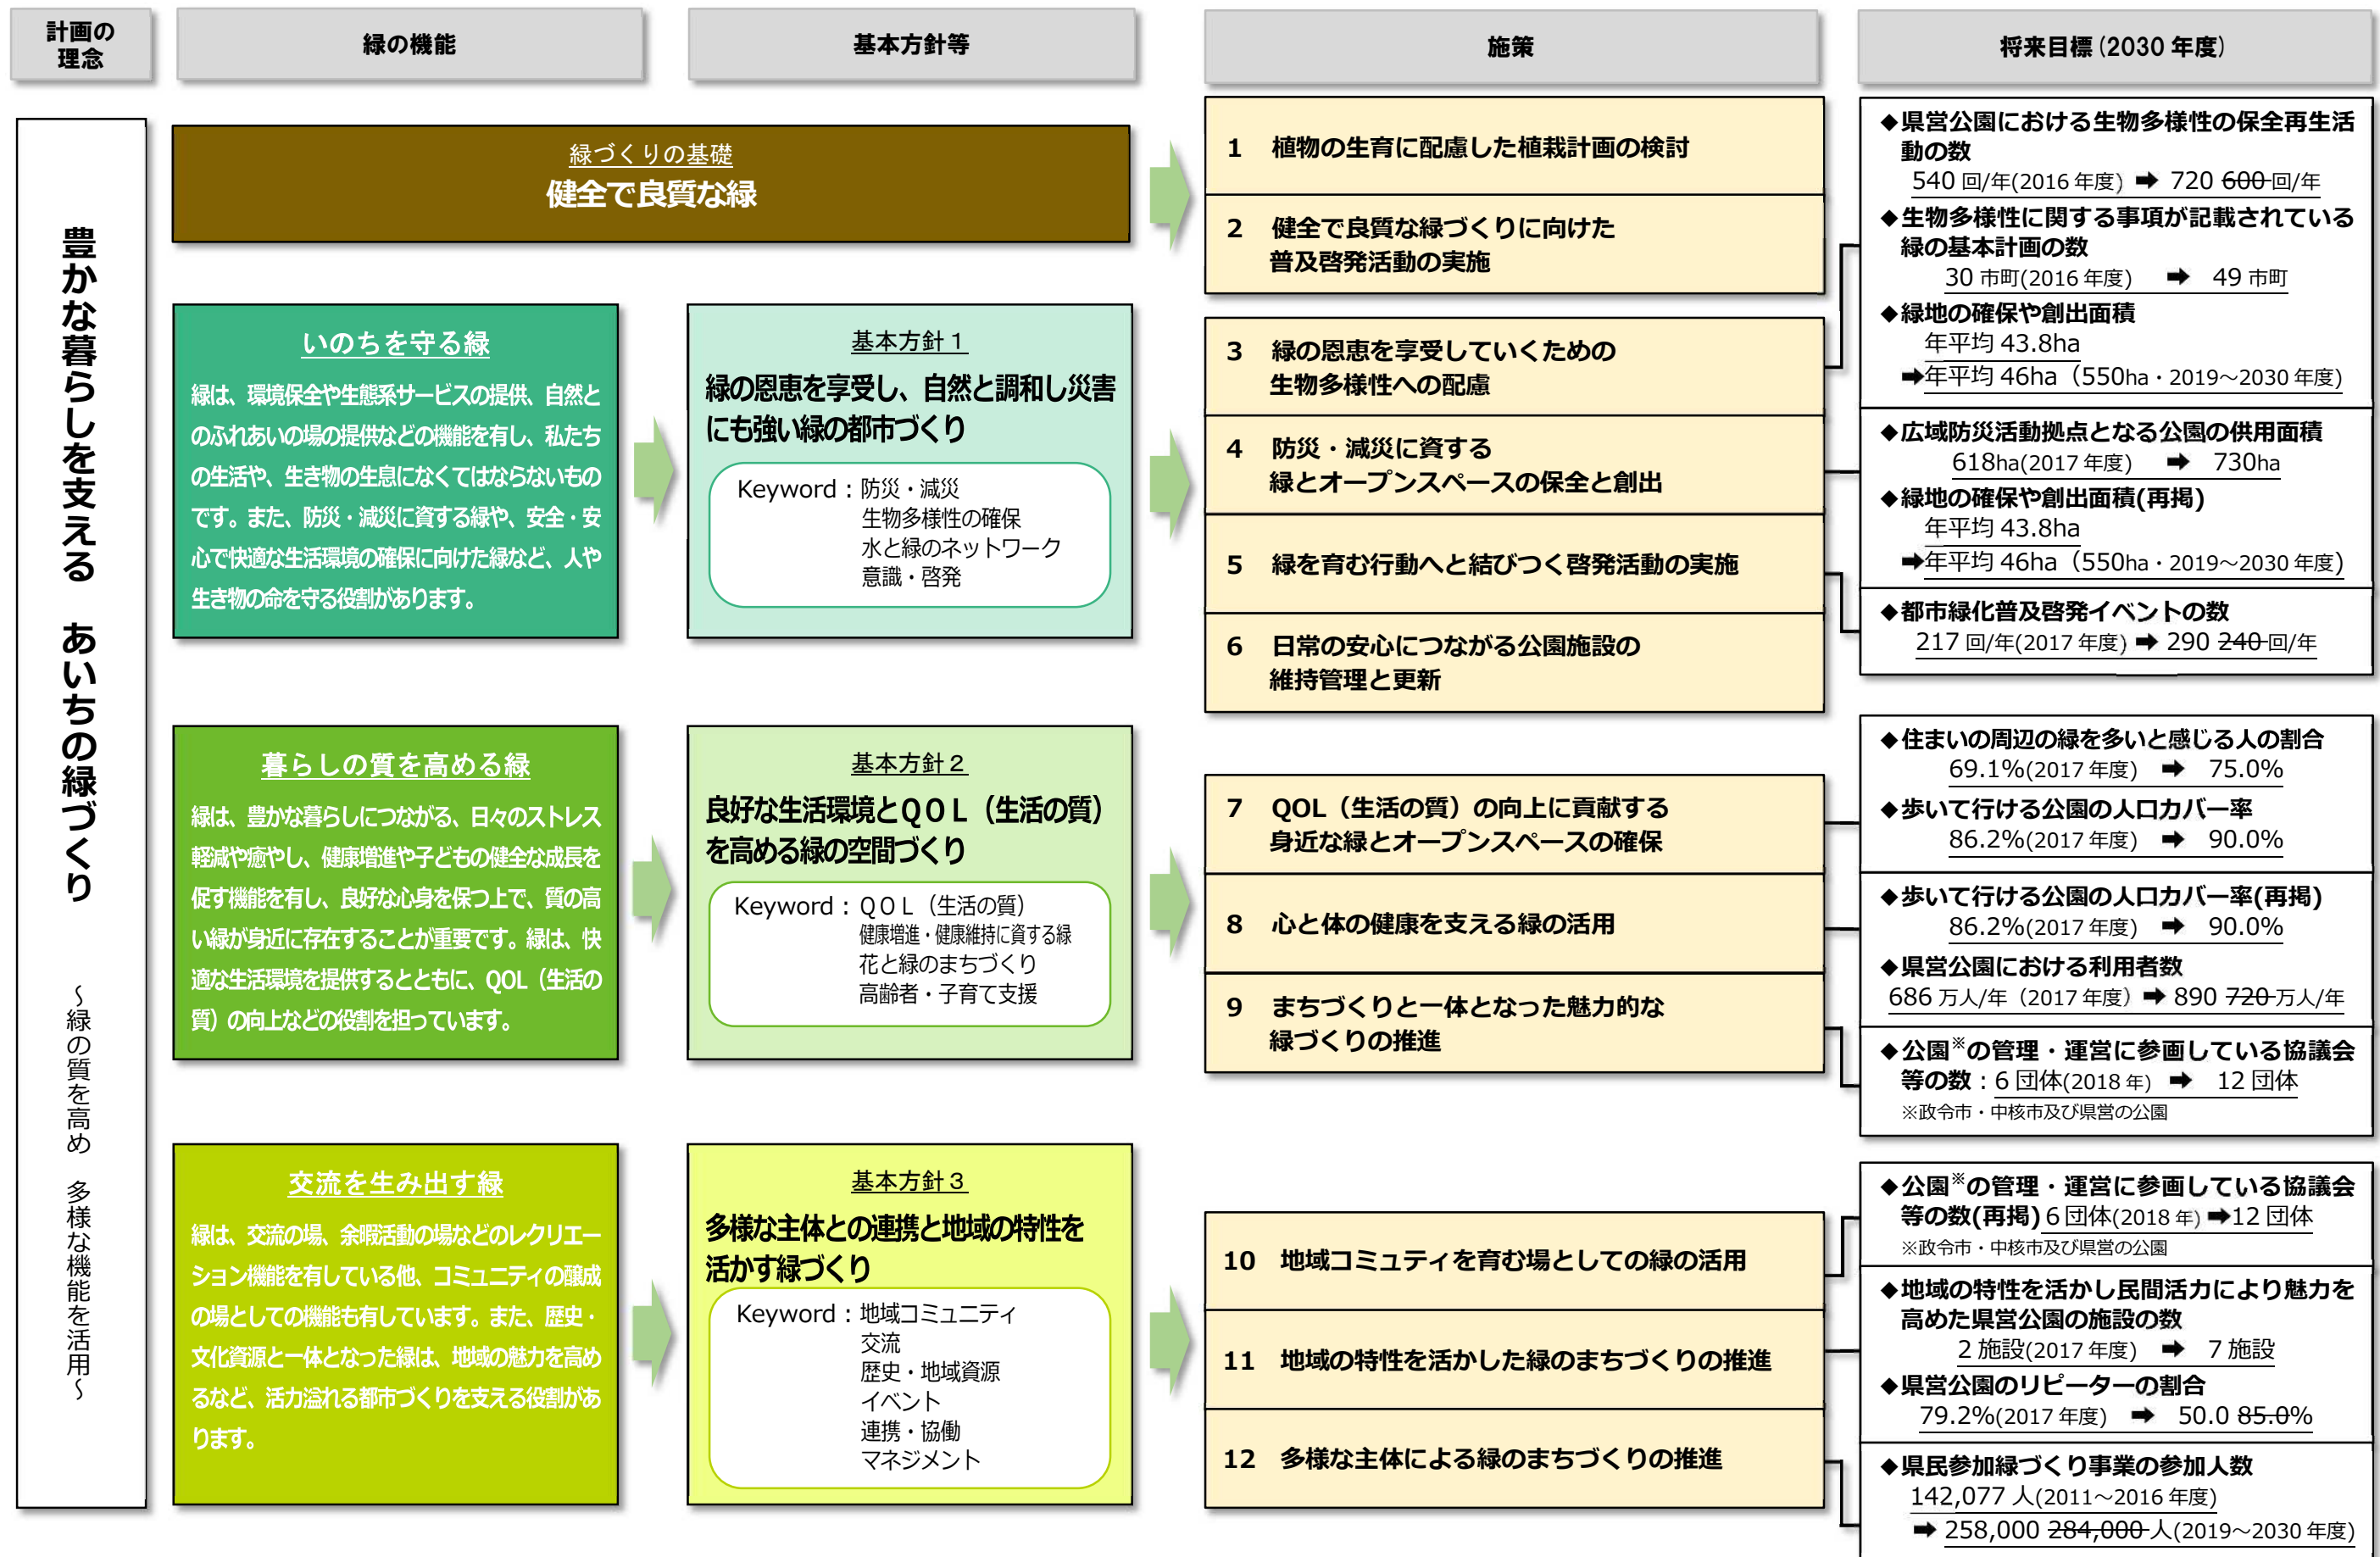 計画の
理念
緑の機能
基本方針等
施策
将来目標(2030 年度)
豊かな暮らしを支える　あいちの緑づくり
～緑の質を高め　多様な機能を活用～
緑づくりの基礎
健全で良質な緑
いのちを守る緑
緑は、環境保全や生態系サービスの提供、自然と
のふれあいの場の提供などの機能を有し、私たち
の生活や、生き物の生息になくてはならないもの
です。また、防災・減災に資する緑や、安全・安
心で快適な生活環境の確保に向けた緑など、人や
生き物の命を守る役割があります。
基本方針１
緑の恩恵を享受し、自然と調和し災害
にも強い緑の都市づくり
Keyword：防災・減災
生物多様性の確保
水と緑のネットワーク
意識・啓発
暮らしの質を高める緑
緑は、豊かな暮らしにつながる、日々のストレス
軽減や癒やし、健康増進や子どもの健全な成長を
促す機能を有し、良好な心身を保つ上で、質の高
い緑が身近に存在することが重要です。緑は、快
適な生活環境を提供するとともに、QOL（生活の
質）の向上などの役割を担っています。
基本方針２
良好な生活環境とＱＯＬ（生活の質）
を高める緑の空間づくり
Keyword：ＱＯＬ（生活の質）
健康増進・健康維持に資する緑
花と緑のまちづくり
高齢者・子育て支援
交流を生み出す緑
緑は、交流の場、余暇活動の場などのレクリエー
ション機能を有している他、コミュニティの醸成
の場としての機能も有しています。また、歴史・
文化資源と一体となった緑は、地域の魅力を高め
るなど、活力溢れる都市づくりを支える役割があ
ります。
基本方針３
多様な主体との連携と地域の特性を
活かす緑づくり
Keyword：地域コミュニティ
交流
歴史・地域資源
イベント
連携・協働
マネジメント
1　植物の生育に配慮した植栽計画の検討
2　健全で良質な緑づくりに向けた
普及啓発活動の実施
3　緑の恩恵を享受していくための
生物多様性への配慮
4　防災・減災に資する
緑とオープンスペースの保全と創出
5　緑を育む行動へと結びつく啓発活動の実施
6　日常の安心につながる公園施設の
維持管理と更新
7　QOL（生活の質）の向上に貢献する
身近な緑とオープンスペースの確保
8　心と体の健康を支える緑の活用
9　まちづくりと一体となった魅力的な
緑づくりの推進
10　地域コミュティを育む場としての緑の活用
11　地域の特性を活かした緑のまちづくりの推進
12　多様な主体による緑のまちづくりの推進
◆県営公園における生物多様性の保全再生活
動の数
540 回/年(2016 年度) ➡ 720 600 回/年
◆生物多様性に関する事項が記載されている
緑の基本計画の数
30 市町(2016 年度) ➡ 49 市町
◆緑地の確保や創出面積
年平均 43.8ha
➡年平均 46ha（550ha・2019～2030 年度)
◆広域防災活動拠点となる公園の供用面積
618ha(2017 年度) ➡ 730ha
◆緑地の確保や創出面積(再掲)
年平均 43.8ha
➡年平均 46ha（550ha・2019～2030 年度)
◆都市緑化普及啓発イベントの数
217 回/年(2017 年度) ➡ 290 240 回/年
◆住まいの周辺の緑を多いと感じる人の割合
69.1%(2017 年度) ➡ 75.0%
◆歩いて行ける公園の人口カバー率
86.2%(2017 年度) ➡ 90.0%
◆歩いて行ける公園の人口カバー率(再掲)
86.2%(2017 年度) ➡ 90.0%
◆県営公園における利用者数
686 万人/年（2017 年度）➡ 890 720 万人/年
◆公園※の管理・運営に参画している協議会
等の数：6 団体(2018 年) ➡ 12 団体
※政令市・中核市及び県営の公園
◆公園※の管理・運営に参画している協議会
等の数(再掲) 6 団体(2018 年) ➡12 団体
※政令市・中核市及び県営の公園
◆地域の特性を活かし民間活力により魅力を
高めた県営公園の施設の数
2 施設(2017 年度) ➡ 7 施設
◆県営公園のリピーターの割合
79.2%(2017 年度) ➡ 50.0 85.0%
◆県民参加緑づくり事業の参加人数
142,077 人(2011～2016 年度)
➡ 258,000 284,000 人(2019～2030 年度)